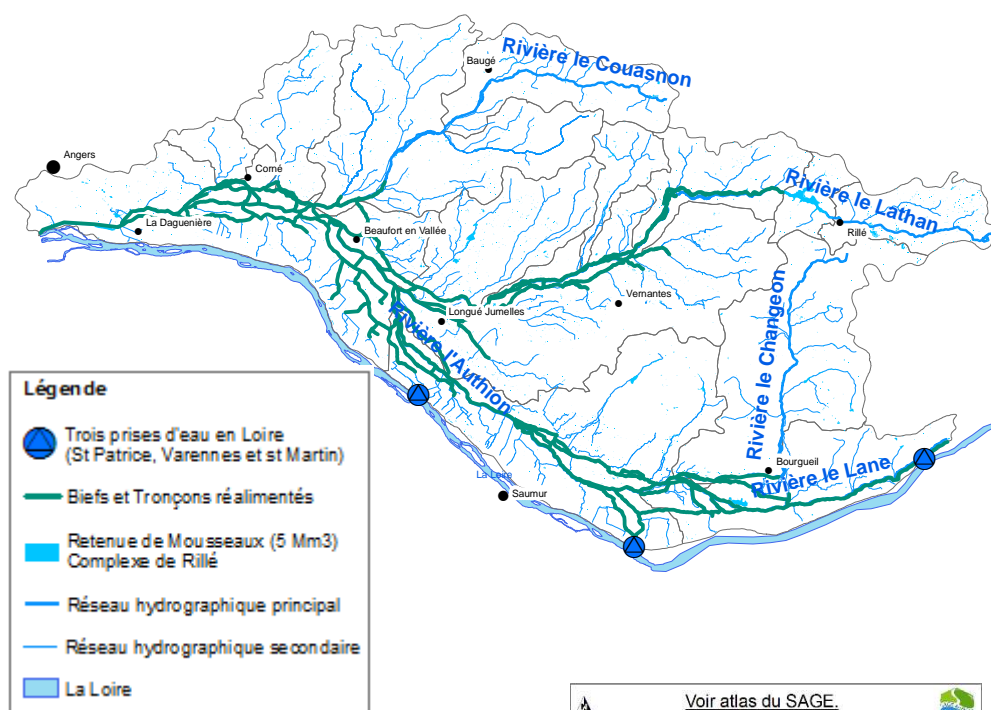 Rivière le Couasnon
Baugé
Angers
Corné
Rivière le Lathan
La Daguenière
Beaufort en Vallée
Rillé
Vernantes
Longué Jumelles
Rivière l'Authion
Rivière le Changeon
Légende
Trois prises d'eau en Loire
(St Patrice, Varennes et st Martin)
Bourgueil
Rivière le Lane
La Loire
Saumur
Biefs et Tronçons réalimentés
Retenue de Mousseaux (5 Mm3)
Complexe de Rillé
Réseau hydrographique principal
Réseau hydrographique secondaire
La Loire
Voir atlas du SAGE.